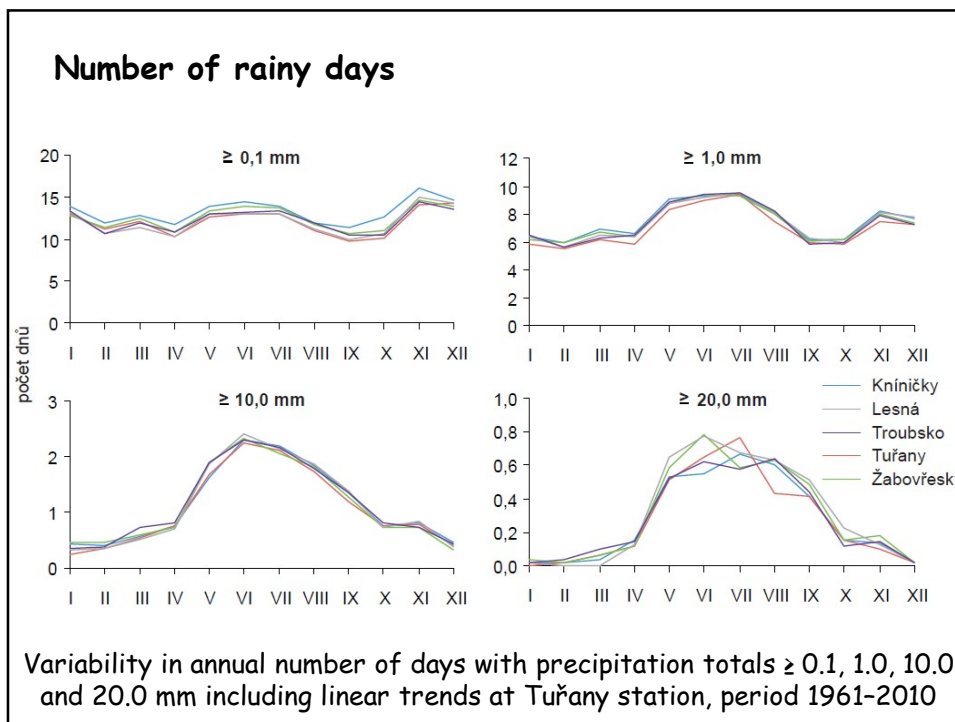 Number of rainy days
≥ 0,1 mm
20
15
10
5
0
I II III IV V VI VII VIII IX X XI XII
≥ 1,0 mm
12
10
8
6
4
2
0
I II III IV V VI VII VIII IX X XI XII
počet dnů
≥ 10,0 mm
3
2
1
0
I II III IV V VI VII VIII IX X XI XII
≥ 20,0 mm
1,0
0,8
0,6
0,4
0,2
0,0
I II III IV V VI VII VIII IX X XI XII
Kníničky
Lesná
Troubsko
Tuřany
Žabovřesk
Variability in annual number of days with precipitation totals ≥ 0.1, 1.0, 10.0
and 20.0 mm including linear trends at Tuřany station, period 1961–2010